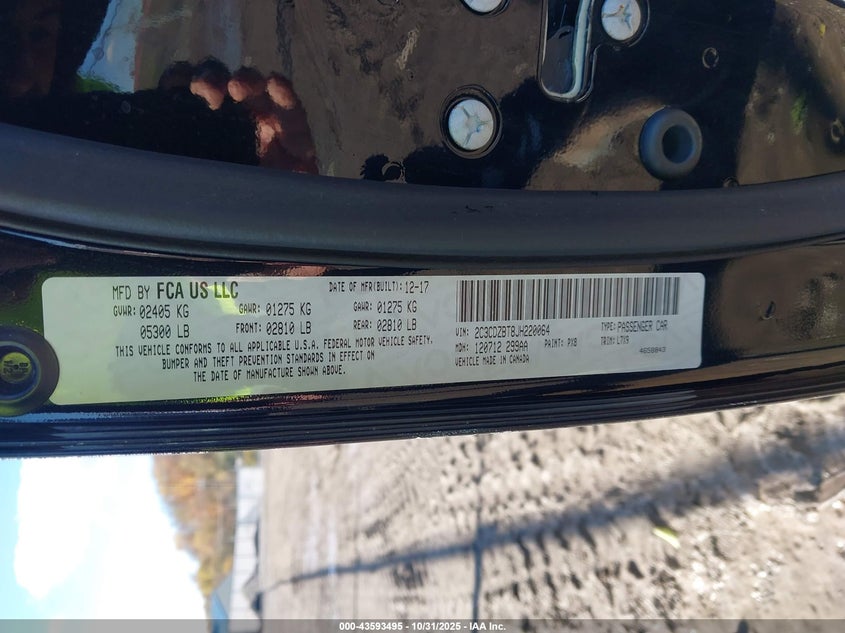 MFD BY FCA US LLC
DATE OF MFR(BUILT): 12-17
GVWR: 02405 KG GAWR: 01275 KG GAWR: 01275 KG
05300 LB FRONT: 02810 LB REAR: 02810 LB
THIS VEHICLE CONFORMS TO ALL APPLICABLE U.S.A. FEDERAL MOTOR VEHICLE SAFETY,
BUMPER AND THEFT PREVENTION STANDARDS IN EFFECT ON
THE DATE OF MANUFACTURE SHOWN ABOVE.
VIN: 2C3CDZBT8JH220064 TYPE: PASSENGER CAR
MDH: 120712 299AA PAINT: PX8 TRIM: LTX9
VEHICLE MADE IN CANADA 4658843
000-43593495 - 10/31/2025 - IAA Inc.